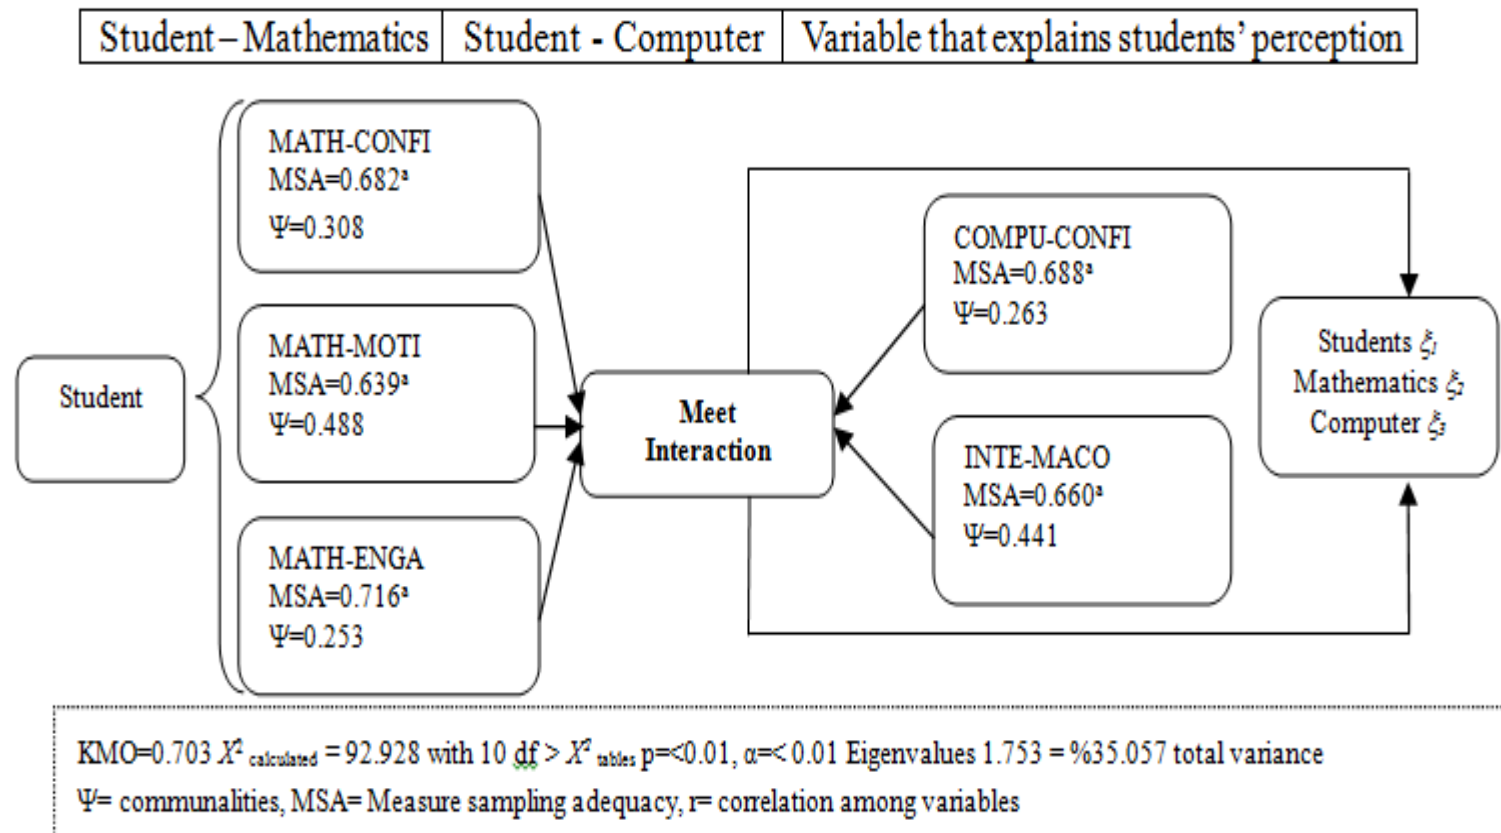 Student – Mathematics Student - Computer Variable that explains students' perception
MATH-CONFI
MSA=0.682ª
Ψ=0.308
MATH-MOTI
MSA=0.639ª
Ψ=0.488
MATH-ENGA
MSA=0.716ª
Ψ=0.253
Student
Meet
Interaction
COMPU-CONFI
MSA=0.688ª
Ψ=0.263
INTE-MACO
MSA=0.660ª
Ψ=0.441
Students ξ1
Mathematics ξ2
Computer ξ3
KMO=0.703 X² calculated = 92.928 with 10 df > X² tables p=<0.01, α=< 0.01 Eigenvalues 1.753 = %35.057 total variance
Ψ= communalities, MSA= Measure sampling adequacy, r= correlation among variables